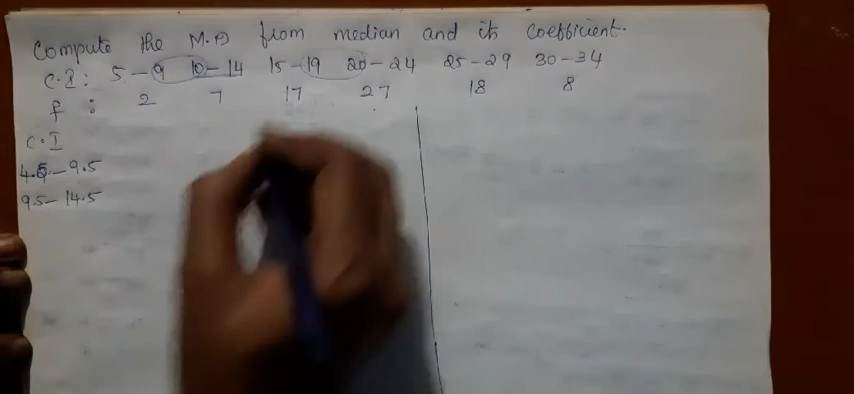 Compute the M.D from median and its coefficient.
C.I : 5-9 10-14 15-19 20-24 25-29 30-34
f : 2 7 17 27 18 8
C.I
4.5-9.5
9.5-14.5